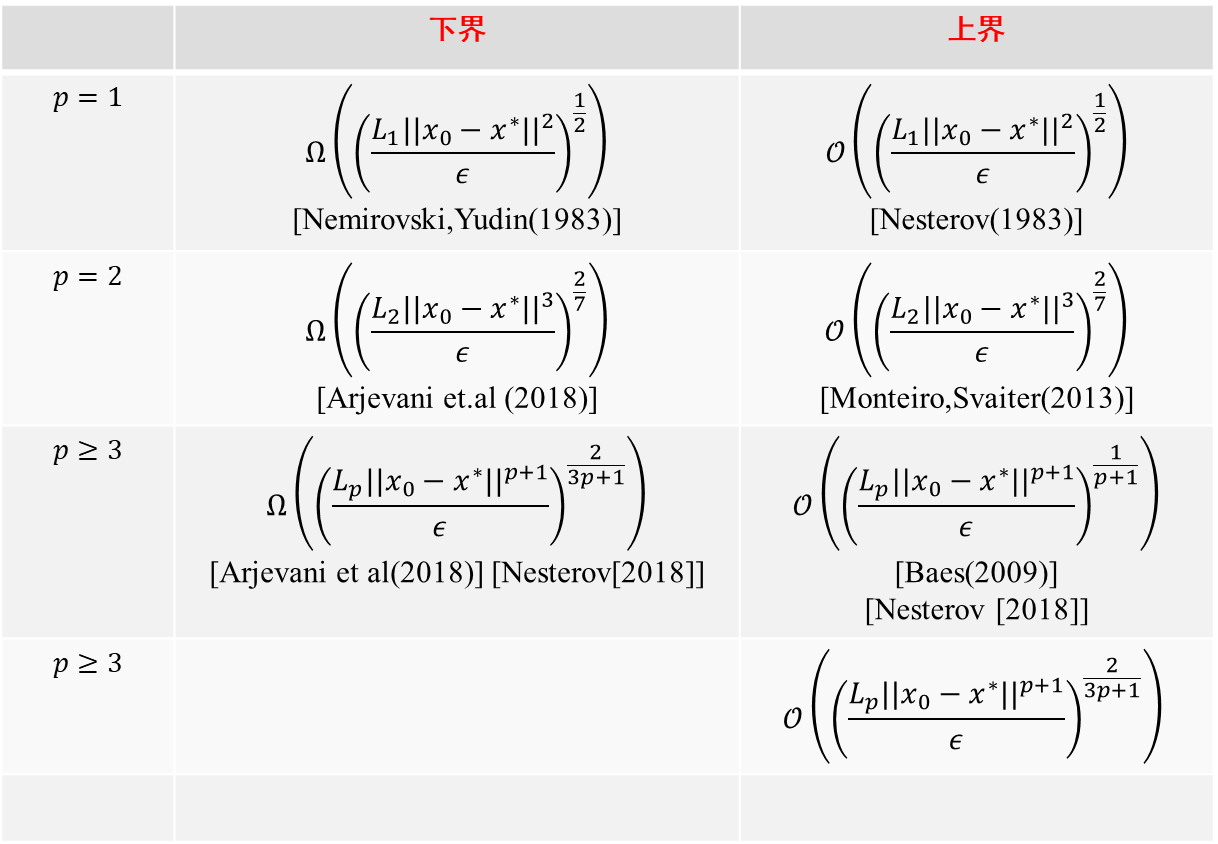 下界 上界
p = 1
Ω((L₁||x₀ − x*||²/ϵ)^(1/2)) 𝒪((L₁||x₀ − x*||²/ϵ)^(1/2))
[Nemirovski,Yudin(1983)] [Nesterov(1983)]
p = 2
Ω((L₂||x₀ − x*||³/ϵ)^(2/7)) 𝒪((L₂||x₀ − x*||³/ϵ)^(2/7))
[Arjevani et.al (2018)] [Monteiro,Svaiter(2013)]
p ≥ 3
Ω((Lₚ||x₀ − x*||^(p+1)/ϵ)^(2/(3p+1))) 𝒪((Lₚ||x₀ − x*||^(p+1)/ϵ)^(1/(p+1)))
[Arjevani et al(2018)] [Nesterov[2018]] [Baes(2009)]
[Nesterov [2018]]
p ≥ 3
𝒪((Lₚ||x₀ − x*||^(p+1)/ϵ)^(2/(3p+1)))